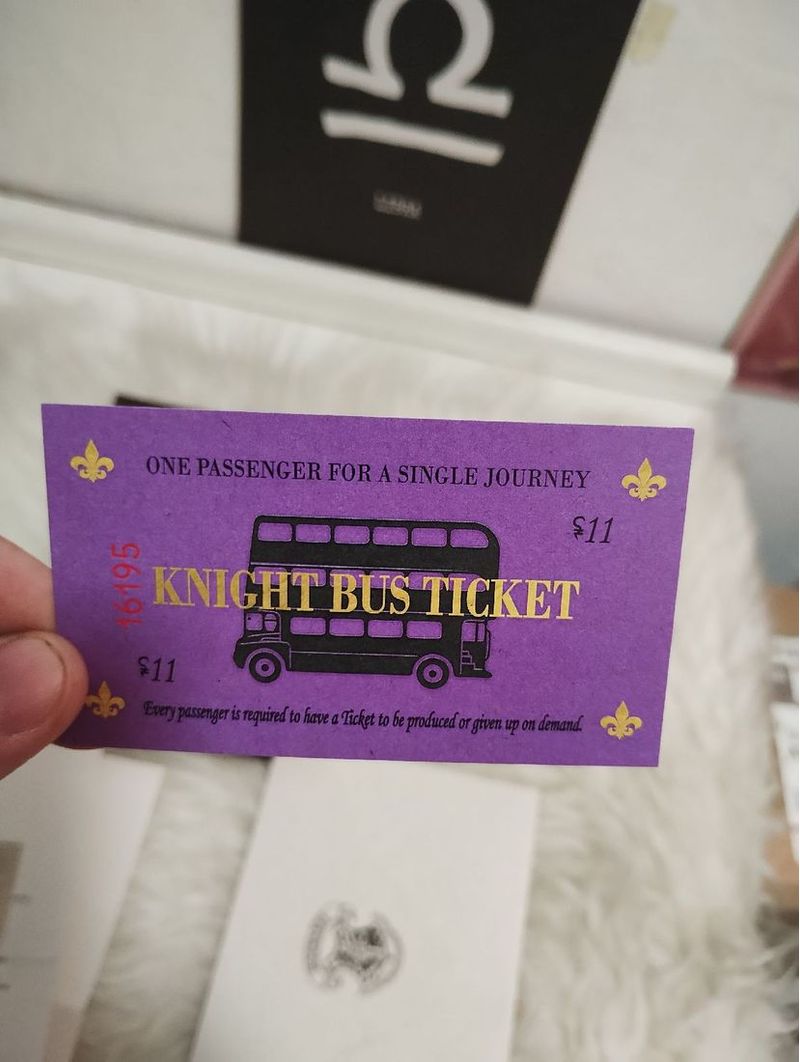 ONE PASSENGER FOR A SINGLE JOURNEY
11
16195
KNIGHT BUS TICKET
11
Every passenger is required to have a Ticket to be produced or given up on demand.